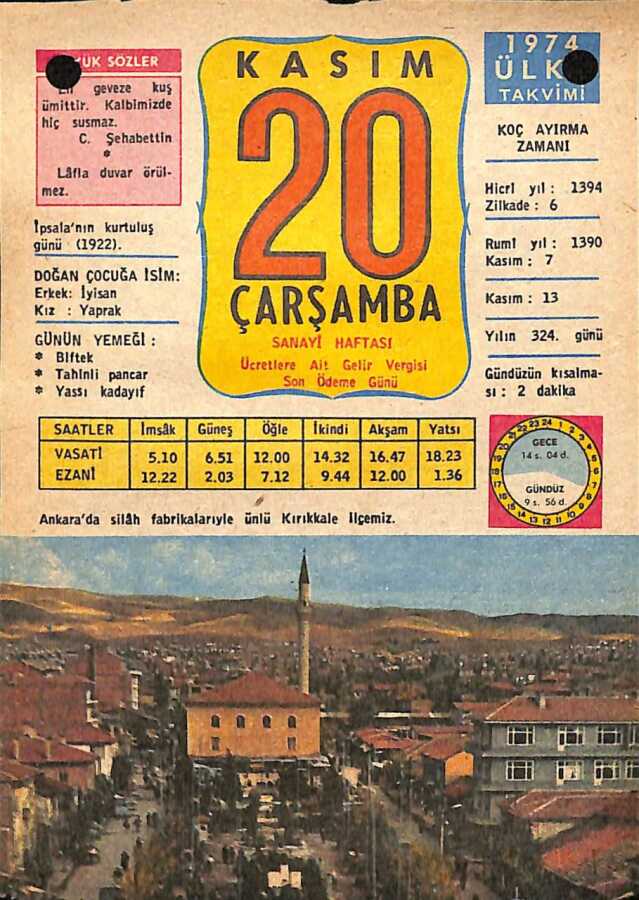 UK SÖZLER
En geveze kuş
ümittir. Kalbimizde
hiç susmaz.
C. Şehabettin
*
Lâfla duvar örül-
mez.
İpsala'nın kurtuluş
günü (1922).
DOĞAN ÇOCUĞA İSİM:
Erkek: İyisan
Kız : Yaprak
GÜNÜN YEMEĞİ :
* Biftek
* Tahinli pancar
* Yassı kadayıf
KASIM
20
ÇARŞAMBA
SANAYİ HAFTASI
Ücretlere Ait Gelir Vergisi
Son Ödeme Günü
1974
ÜLK
TAKVİMİ
KOÇ AYIRMA
ZAMANI
Hicrî yıl : 1394
Zilkade : 6
Rumî yıl : 1390
Kasım : 7
Kasım : 13
Yılın 324. günü
Gündüzün kısalma-
sı : 2 dakika
SAATLER İmsâk Güneş Öğle İkindi Akşam Yatsı
VASATİ 5.10 6.51 12.00 14.32 16.47 18.23
EZANİ 12.22 2.03 7.12 9.44 12.00 1.36
GECE
14 s. 04 d.
GÜNDÜZ
9 s. 56 d.
Ankara'da silâh fabrikalarıyle ünlü Kırıkkale İlçemiz.